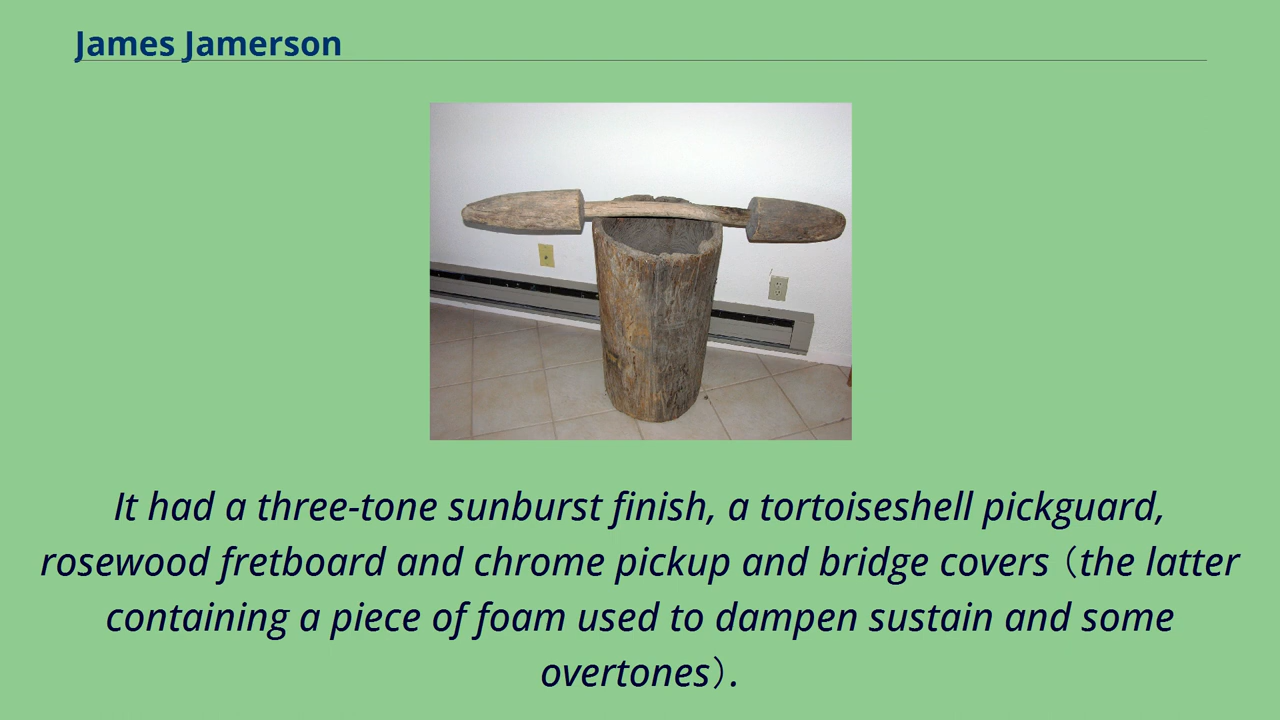 James Jamerson
It had a three-tone sunburst finish, a tortoiseshell pickguard,
rosewood fretboard and chrome pickup and bridge covers（the latter
containing a piece of foam used to dampen sustain and some
overtones）.